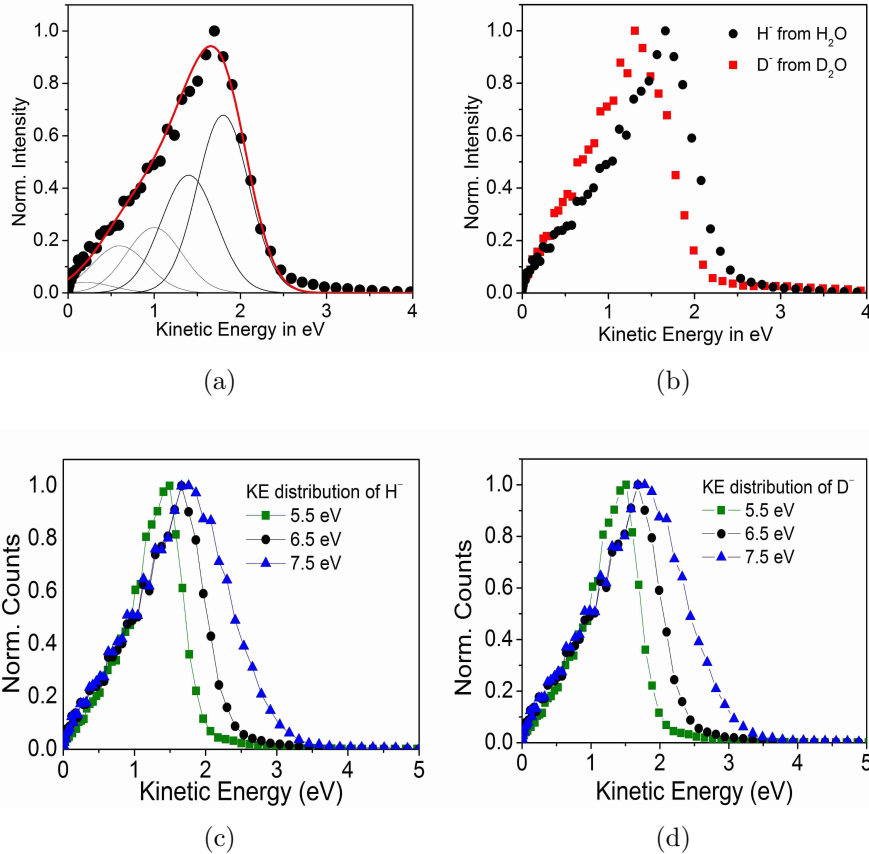 Norm. Intensity
1.0
0.8
0.6
0.4
0.2
0.0
0
1
2
3
4
Kinetic Energy in eV
(a)
Norm. Intensity
1.0
0.8
0.6
0.4
0.2
0.0
H⁻ from H₂O
D⁻ from D₂O
0
1
2
3
4
Kinetic Energy in eV
(b)
Norm. Counts
1.0
0.8
0.6
0.4
0.2
0.0
KE distribution of H⁻
5.5 eV
6.5 eV
7.5 eV
0
1
2
3
4
5
Kinetic Energy (eV)
(c)
Norm. Counts
1.0
0.8
0.6
0.4
0.2
0.0
KE distribution of D⁻
5.5 eV
6.5 eV
7.5 eV
0
1
2
3
4
5
Kinetic Energy (eV)
(d)